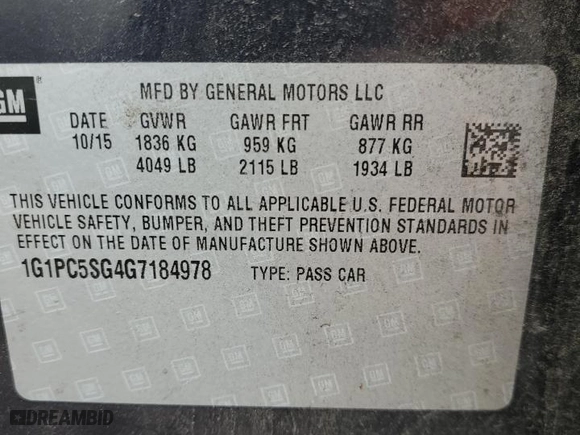 GM
MFD BY GENERAL MOTORS LLC
DATE GVWR GAWR FRT GAWR RR
10/15 1836 KG 959 KG 877 KG
4049 LB 2115 LB 1934 LB
THIS VEHICLE CONFORMS TO ALL APPLICABLE U.S. FEDERAL MOTOR
VEHICLE SAFETY, BUMPER, AND THEFT PREVENTION STANDARDS IN
EFFECT ON THE DATE OF MANUFACTURE SHOWN ABOVE.
1G1PC5SG4G7184978 TYPE: PASS CAR
DREAMBID